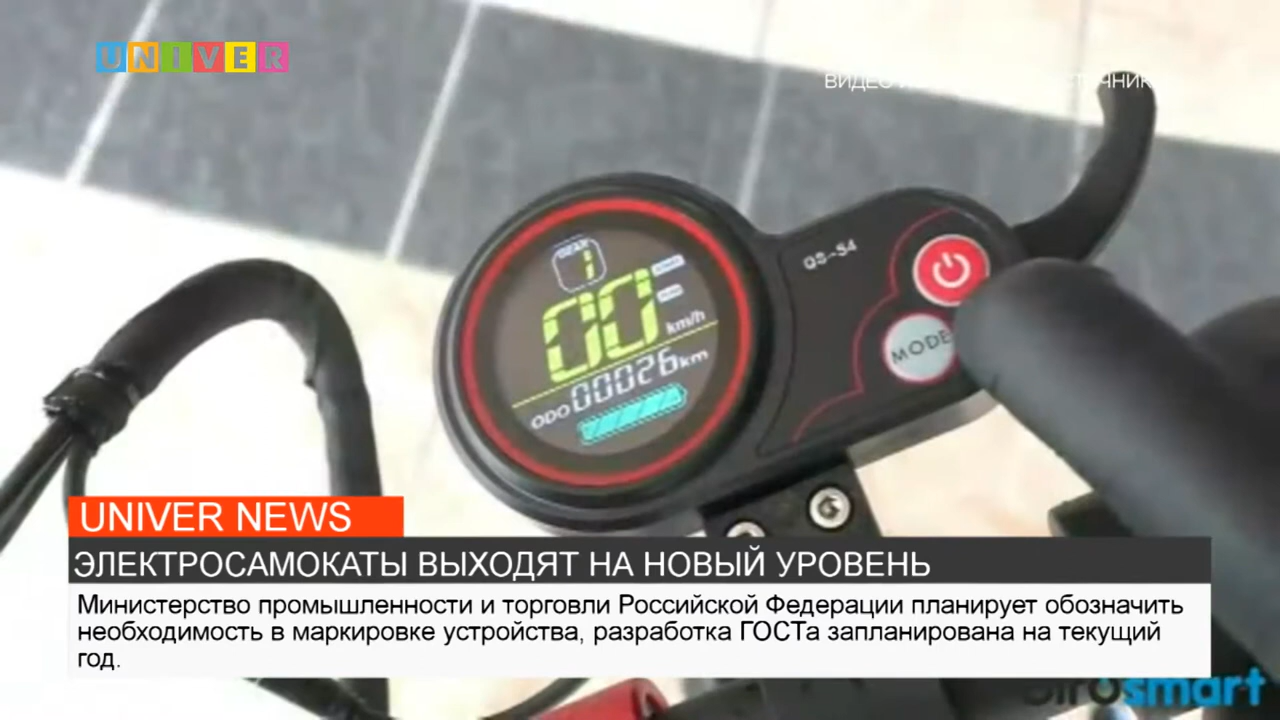 UNIVER
ВИДЕО
QS-S4
GEAR
1
00
km/h
ODO 00026 km
MODE
UNIVER NEWS
ЭЛЕКТРОСАМОКАТЫ ВЫХОДЯТ НА НОВЫЙ УРОВЕНЬ
Министерство промышленности и торговли Российской Федерации планирует обозначить
необходимость в маркировке устройства, разработка ГОСТа запланирована на текущий
год.
smart